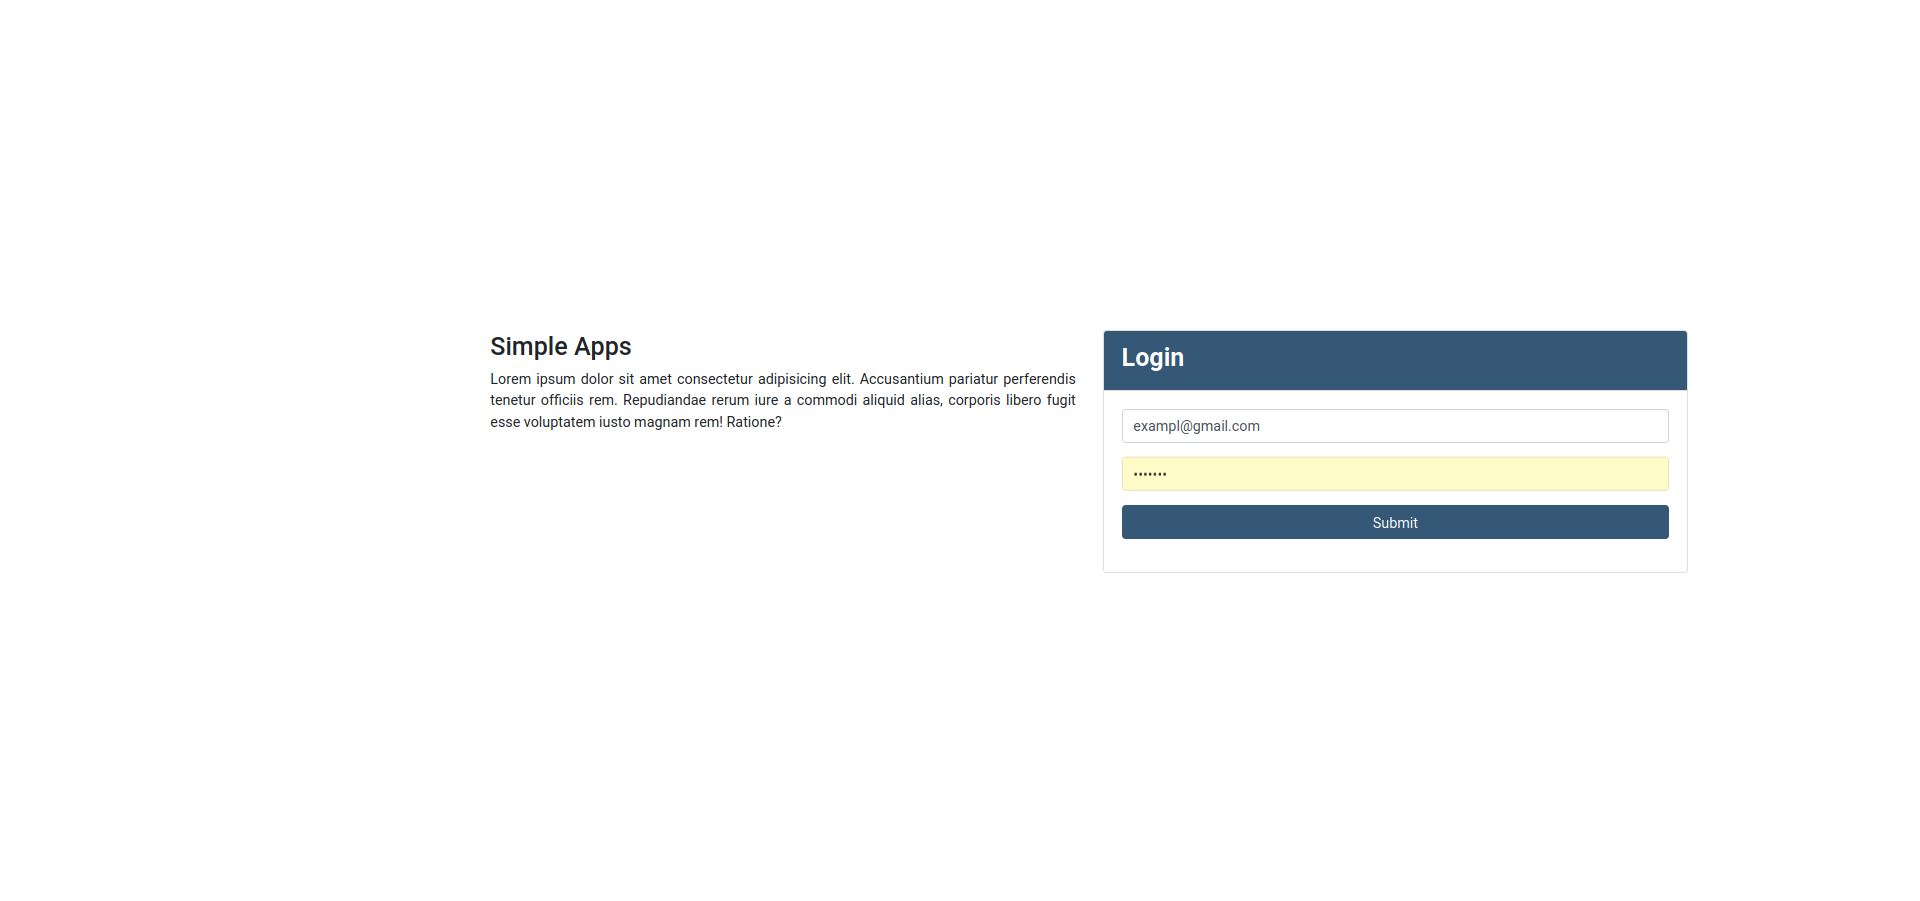 Simple Apps
Lorem ipsum dolor sit amet consectetur adipisicing elit. Accusantium pariatur perferendis
tenetur officiis rem. Repudiandae rerum iure a commodi aliquid alias, corporis libero fugit
esse voluptatem iusto magnam rem! Ratione?
Login
exampl@gmail.com
•••••••
Submit